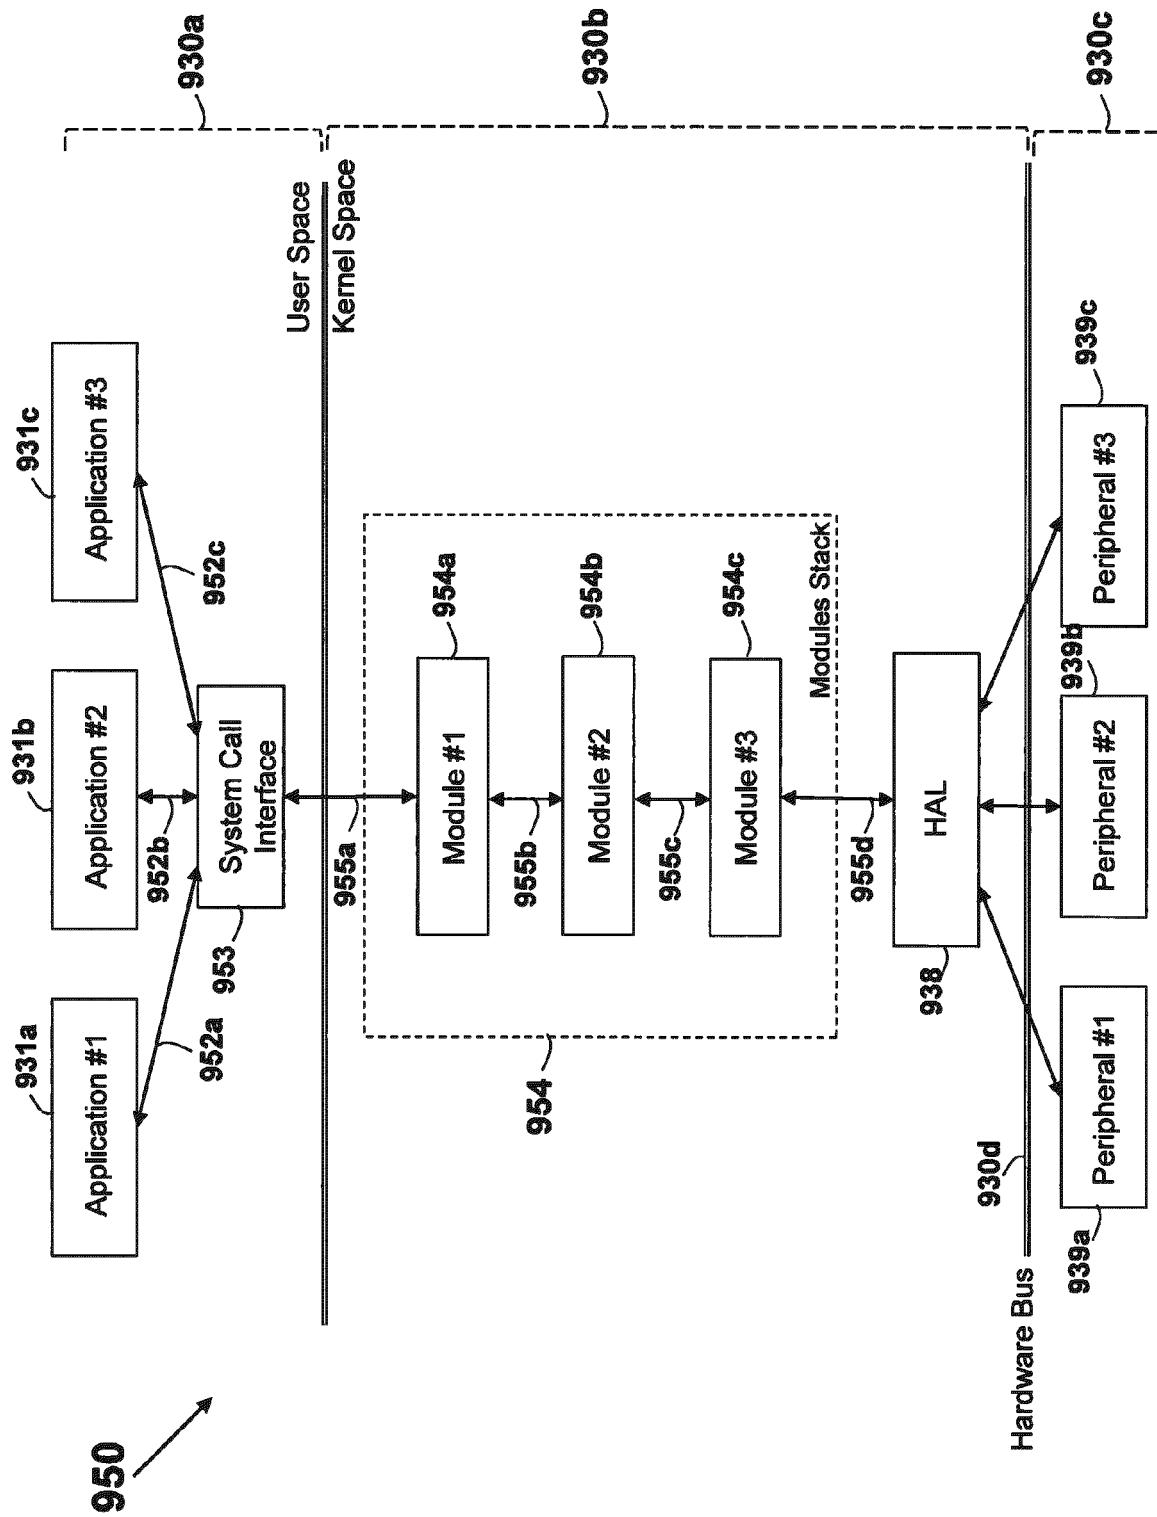 931a
931b
931c
Application #1
Application #2
Application #3
950
930a
952a
952b
952c
953
System Call
Interface
User Space
Kernel Space
955a
954a
Module #1
954
955b
954b
Module #2
930b
955c
954c
Module #3
Modules Stack
955d
938
HAL
930d
Hardware Bus
939a
939b
939c
Peripheral #1
Peripheral #2
Peripheral #3
930c